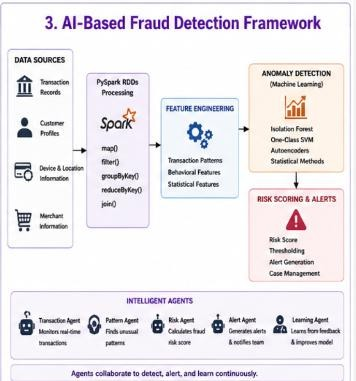 3. AI-Based Fraud Detection Framework
DATA SOURCES
Transaction
Records
Customer
Profiles
Device & Location
Information
Merchant
Information
PySpark RDDs
Processing
Spark
map()
filter()
groupByKey()
reduceByKey()
join()
FEATURE ENGINEERING
Transaction Patterns
Behavioral Features
Statistical Features
ANOMALY DETECTION
(Machine Learning)
Isolation Forest
One-Class SVM
Autoencoders
Statistical Methods
RISK SCORING & ALERTS
Risk Score
Thresholding
Alert Generation
Case Management
INTELLIGENT AGENTS
Transaction Agent
Monitors real-time
transactions
Pattern Agent
Finds unusual
patterns
Risk Agent
Calculates fraud
risk score
Alert Agent
Generates alerts
& notifies team
Learning Agent
Learns from feedback
& improves model
Agents collaborate to detect, alert, and learn continuously.